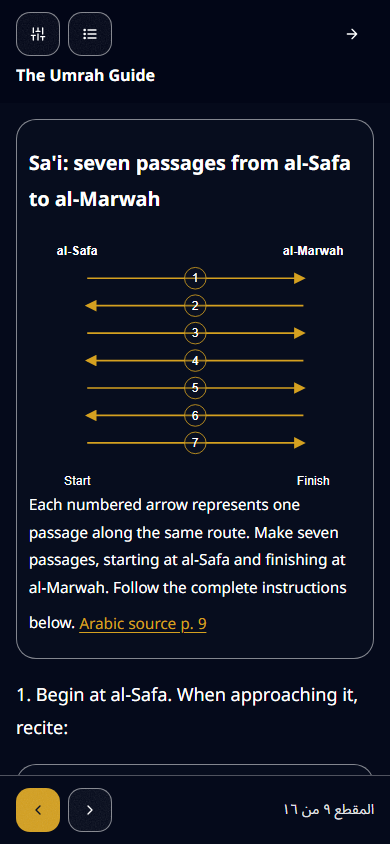 The Umrah Guide
Sa'i: seven passages from al-Safa
to al-Marwah
al-Safa
al-Marwah
1
2
3
4
5
6
7
Start
Finish
Each numbered arrow represents one
passage along the same route. Make seven
passages, starting at al-Safa and finishing at
al-Marwah. Follow the complete instructions
below. Arabic source p. 9
1. Begin at al-Safa. When approaching it,
recite:
المقطع ٩ من ١٦